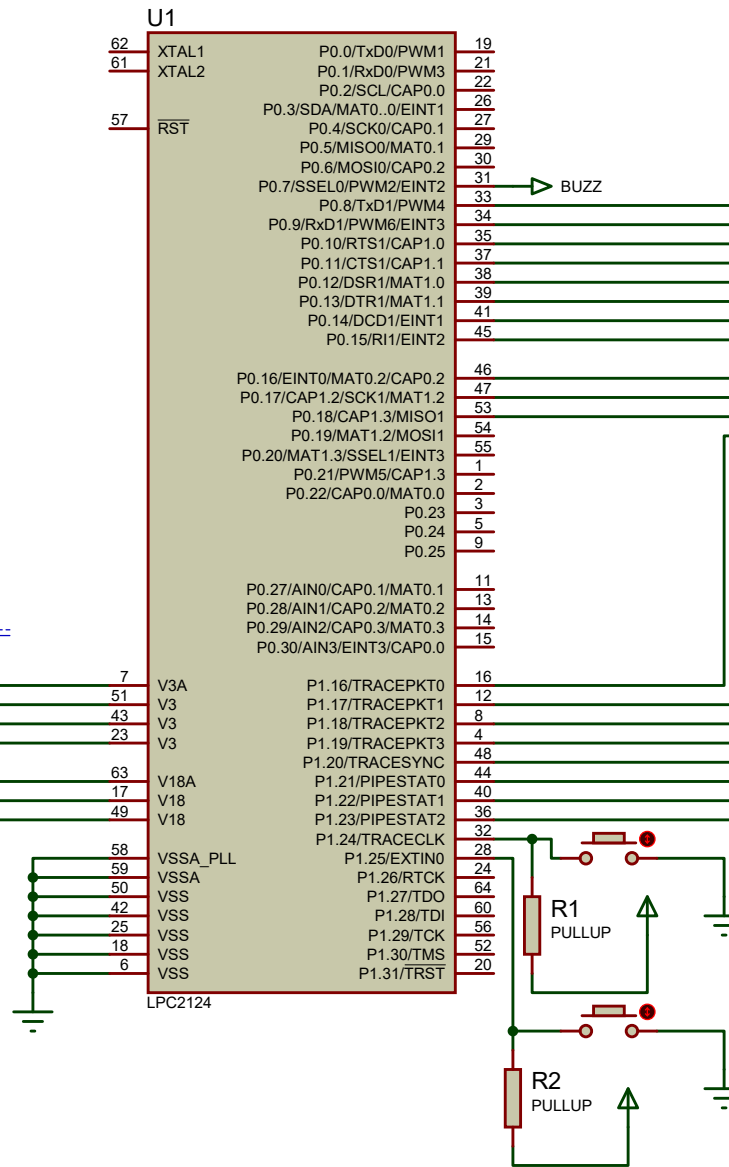 U1
62 XTAL1 P0.0/TxD0/PWM1 19
61 XTAL2 P0.1/RxD0/PWM3 21
P0.2/SCL/CAP0.0 22
P0.3/SDA/MAT0..0/EINT1 26
57 RST P0.4/SCK0/CAP0.1 27
P0.5/MISO0/MAT0.1 29
P0.6/MOSI0/CAP0.2 30
P0.7/SSEL0/PWM2/EINT2 31 BUZZ
P0.8/TxD1/PWM4 33
P0.9/RxD1/PWM6/EINT3 34
P0.10/RTS1/CAP1.0 35
P0.11/CTS1/CAP1.1 37
P0.12/DSR1/MAT1.0 38
P0.13/DTR1/MAT1.1 39
P0.14/DCD1/EINT1 41
P0.15/RI1/EINT2 45
P0.16/EINT0/MAT0.2/CAP0.2 46
P0.17/CAP1.2/SCK1/MAT1.2 47
P0.18/CAP1.3/MISO1 53
P0.19/MAT1.2/MOSI1 54
P0.20/MAT1.3/SSEL1/EINT3 55
P0.21/PWM5/CAP1.3 1
P0.22/CAP0.0/MAT0.0 2
P0.23 3
P0.24 5
P0.25 9
P0.27/AIN0/CAP0.1/MAT0.1 11
P0.28/AIN1/CAP0.2/MAT0.2 13
P0.29/AIN2/CAP0.3/MAT0.3 14
P0.30/AIN3/EINT3/CAP0.0 15
7 V3A P1.16/TRACEPKT0 16
51 V3 P1.17/TRACEPKT1 12
43 V3 P1.18/TRACEPKT2 8
23 V3 P1.19/TRACEPKT3 4
P1.20/TRACESYNC 48
63 V18A P1.21/PIPESTAT0 44
17 V18 P1.22/PIPESTAT1 40
49 V18 P1.23/PIPESTAT2 36
P1.24/TRACECLK 32
58 VSSA_PLL P1.25/EXTIN0 28
59 VSSA P1.26/RTCK 24
50 VSS P1.27/TDO 64
42 VSS P1.28/TDI 60
25 VSS P1.29/TCK 56
18 VSS P1.30/TMS 52
6 VSS P1.31/TRST 20
LPC2124
R1
PULLUP
R2
PULLUP